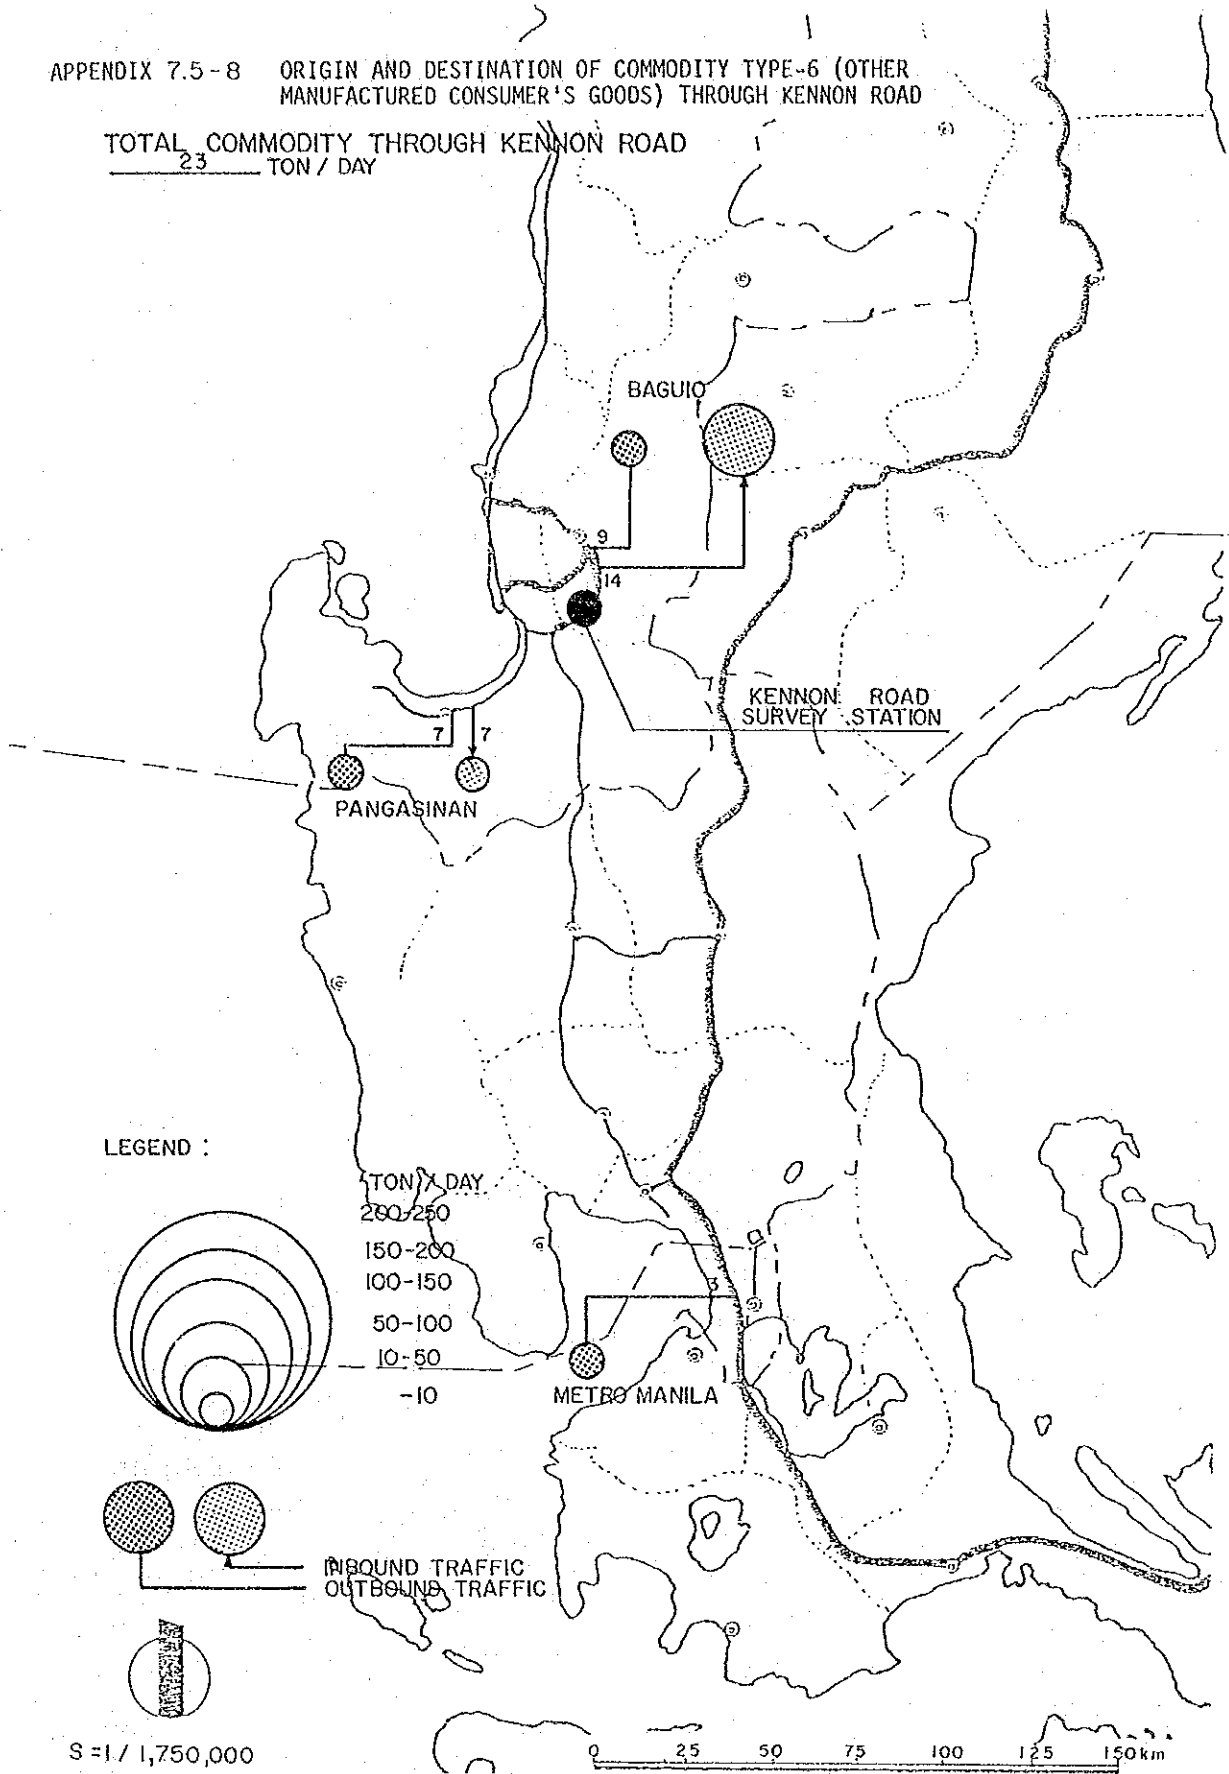 APPENDIX 7.5-8 ORIGIN AND DESTINATION OF COMMODITY TYPE-6 (OTHER
MANUFACTURED CONSUMER'S GOODS) THROUGH KENNON ROAD
TOTAL COMMODITY THROUGH KENNON ROAD
23 TON / DAY
BAGUIO
9
14
KENNON ROAD
SURVEY STATION
7 7
PANGASINAN
LEGEND :
TON / DAY
200-250
150-200
100-150
50-100
10-50
-10
3
METRO MANILA
INBOUND TRAFFIC
OUTBOUND TRAFFIC
S = 1 / 1,750,000
0 25 50 75 100 125 150 km